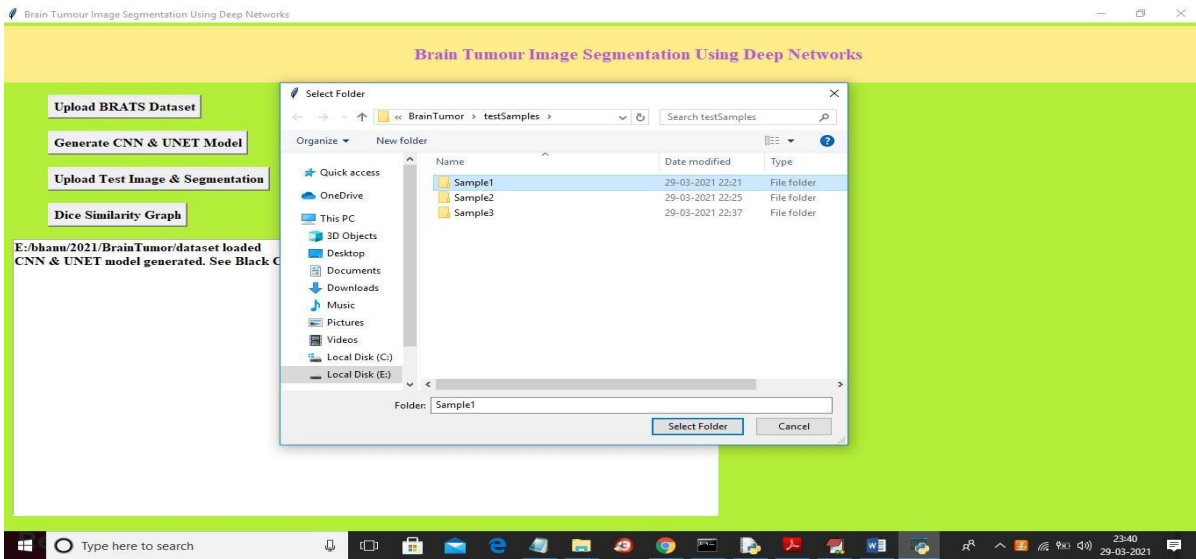 Brain Tumour Image Segmentation Using Deep Networks
Brain Tumour Image Segmentation Using Deep Networks
Upload BRATS Dataset
Generate CNN & UNET Model
Upload Test Image & Segmentation
Dice Similarity Graph
E:/bhanu/2021/BrainTumor/dataset loaded
CNN & UNET model generated. See Black C
Select Folder
« BrainTumor › testSamples ›
Search testSamples
Organize
New folder
Name Date modified Type
Sample1 29-03-2021 22:21 File folder
Sample2 29-03-2021 22:25 File folder
Sample3 29-03-2021 22:37 File folder
Quick access
OneDrive
This PC
3D Objects
Desktop
Documents
Downloads
Music
Pictures
Videos
Local Disk (C:)
Local Disk (E:)
Folder: Sample1
Select Folder Cancel
Type here to search
23:40
29-03-2021